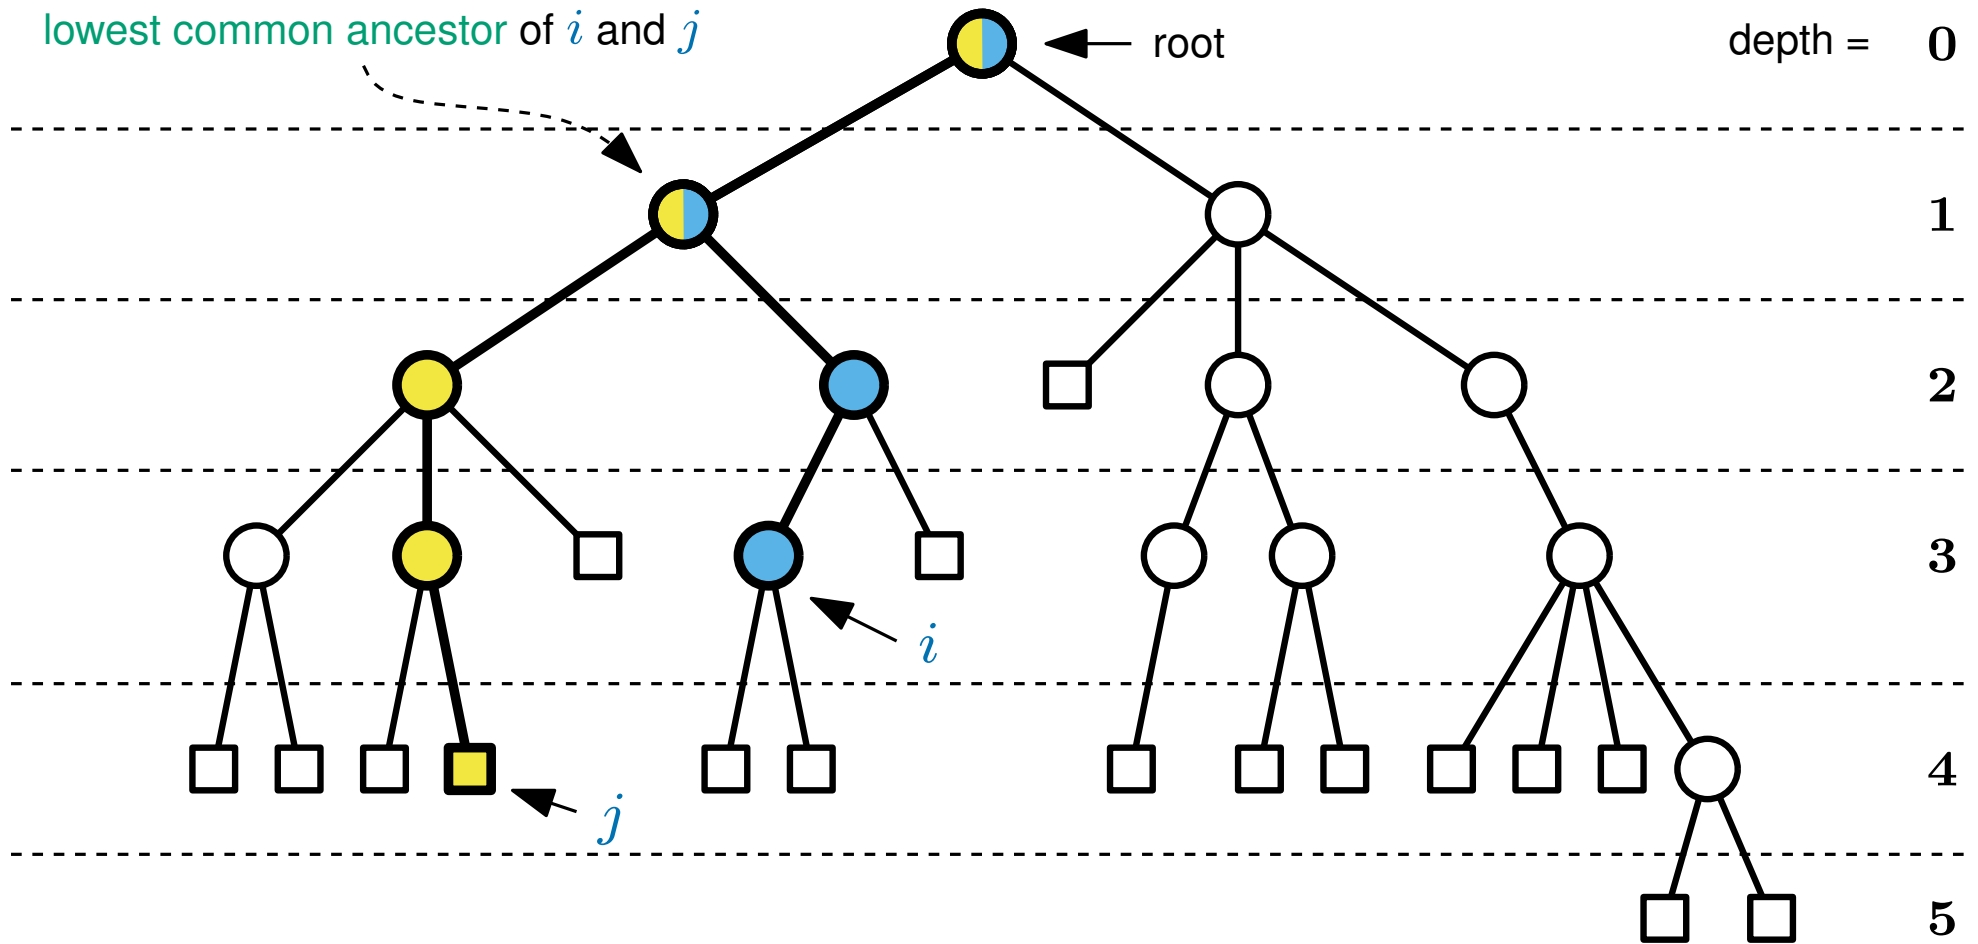 lowest common ancestor of i and j
root
depth = 0
1
2
3
i
4
j
5